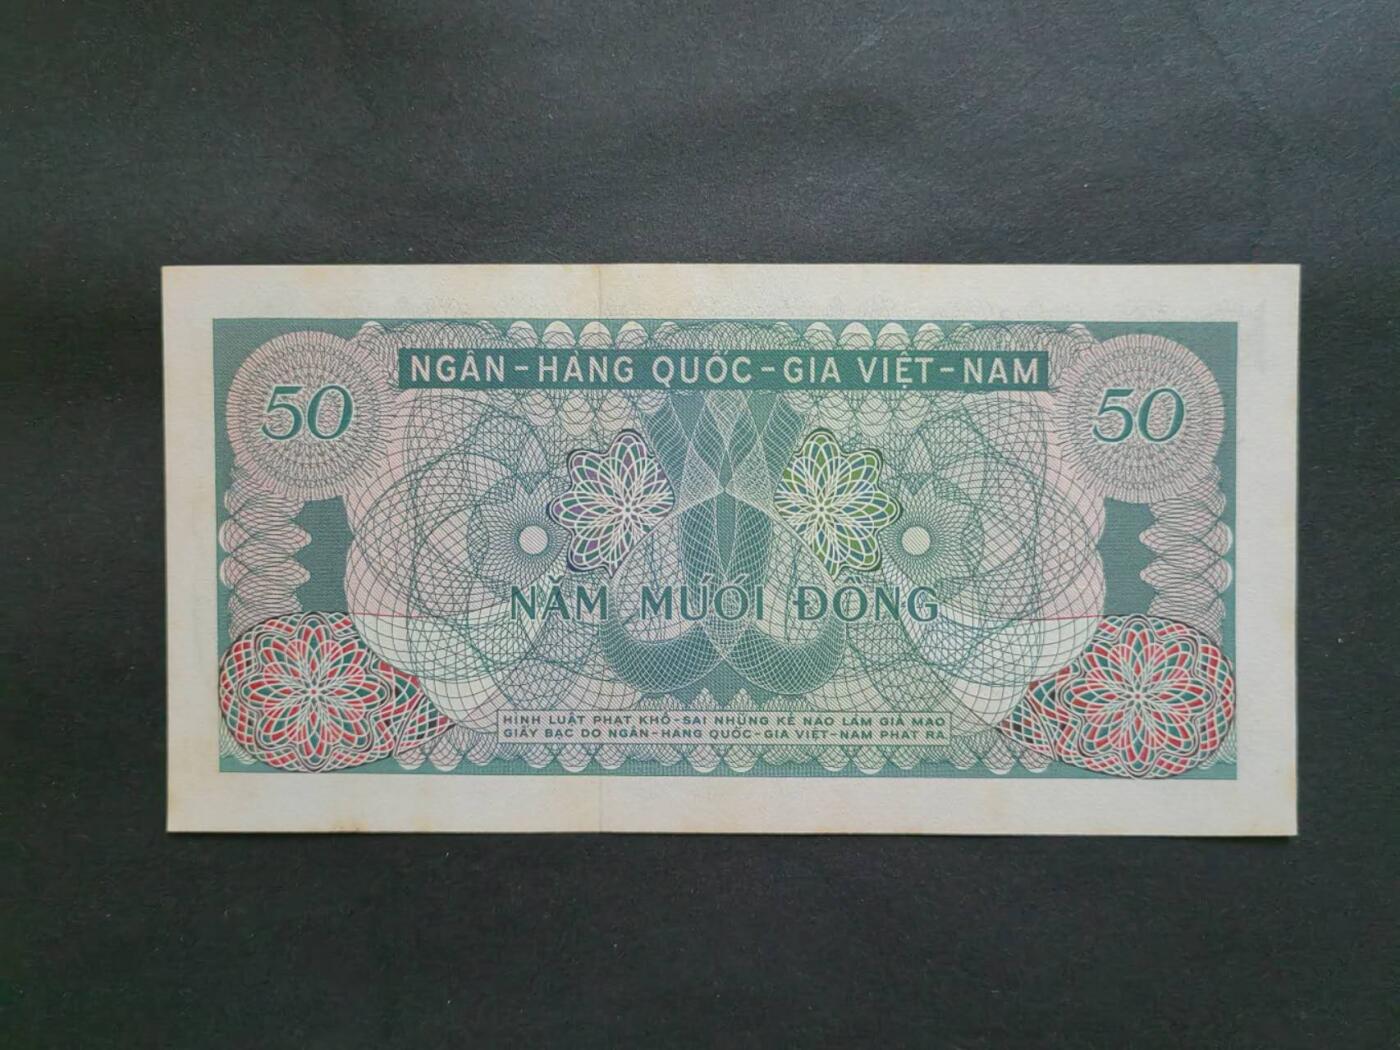 NGÂN-HÀNG QUỐC-GIA VIỆT-NAM
50
50
NĂM MƯƠI ĐỒNG
HÌNH LUẬT PHẠT KHỔ-SAI NHỮNG KẺ NÀO LÀM GIẢ MẠO
GIẤY BẠC DO NGÂN-HÀNG QUỐC-GIA VIỆT-NAM PHÁT RA